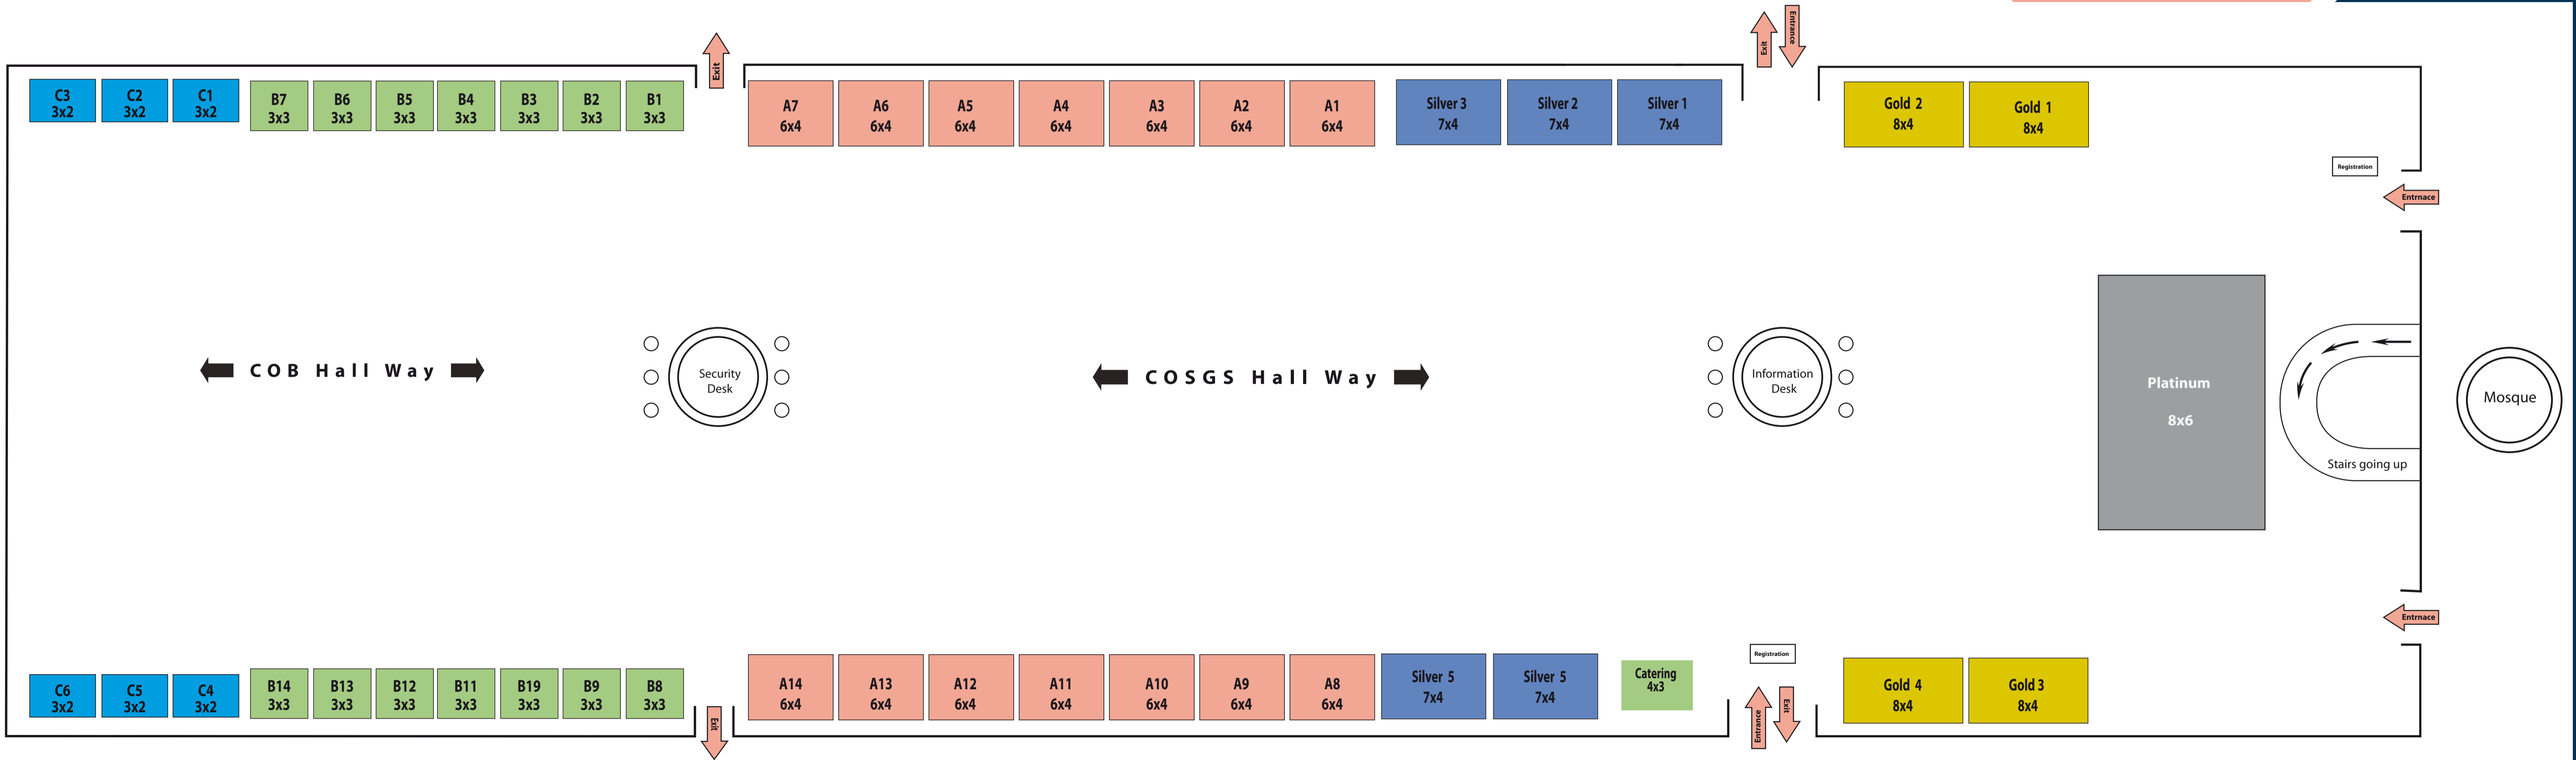 Exit
Exit
Entrance
C3
3x2
C2
3x2
C1
3x2
B7
3x3
B6
3x3
B5
3x3
B4
3x3
B3
3x3
B2
3x3
B1
3x3
A7
6x4
A6
6x4
A5
6x4
A4
6x4
A3
6x4
A2
6x4
A1
6x4
Silver 3
7x4
Silver 2
7x4
Silver 1
7x4
Gold 2
8x4
Gold 1
8x4
Registration
Entrnace
COB Hall Way
Security
Desk
COSGS Hall Way
Information
Desk
Platinum
8x6
Stairs going up
Mosque
Entrnace
C6
3x2
C5
3x2
C4
3x2
B14
3x3
B13
3x3
B12
3x3
B11
3x3
B19
3x3
B9
3x3
B8
3x3
A14
6x4
A13
6x4
A12
6x4
A11
6x4
A10
6x4
A9
6x4
A8
6x4
Silver 5
7x4
Silver 5
7x4
Catering
4x3
Registration
Gold 4
8x4
Gold 3
8x4
Exit
Entrance
Exit